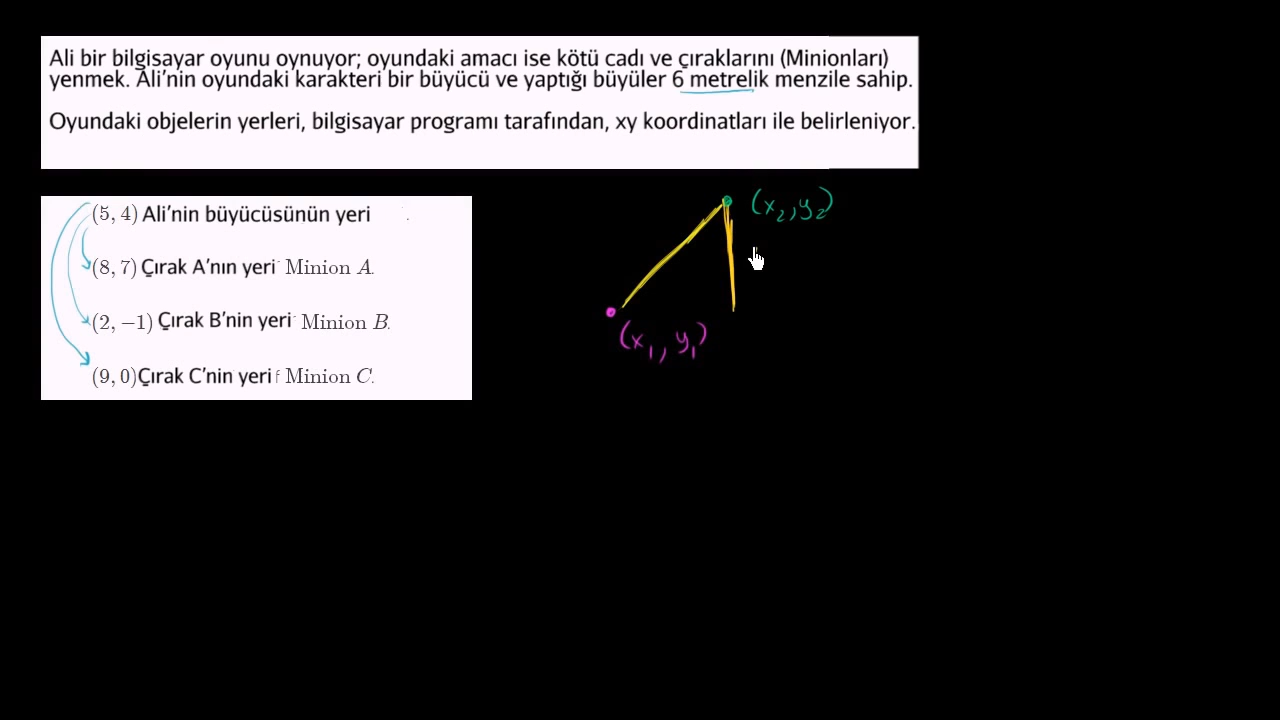 Ali bir bilgisayar oyunu oynuyor; oyundaki amacı ise kötü cadı ve çıraklarını (Minionları)
yenmek. Ali'nin oyundaki karakteri bir büyücü ve yaptığı büyüler 6 metrelik menzile sahip.
Oyundaki objelerin yerleri, bilgisayar programı tarafından, xy koordinatları ile belirleniyor.
(5, 4) Ali'nin büyücüsünün yeri
(8, 7) Çırak A'nın yeri Minion A.
(2, −1) Çırak B'nin yeri Minion B.
(9, 0) Çırak C'nin yeri f Minion C.
(x₂, y₂)
(x₁, y₁)